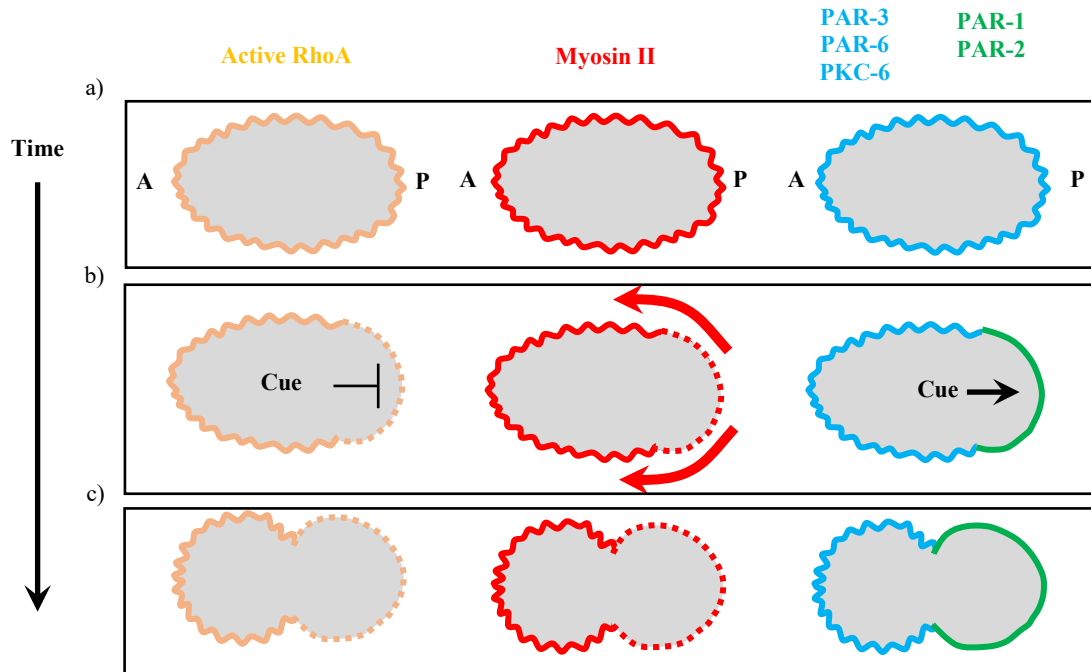 PAR-3
PAR-6
PKC-6
PAR-1
PAR-2
Active RhoA
Myosin II
a)
Time
A
P
A
P
A
P
b)
Cue
Cue
c)